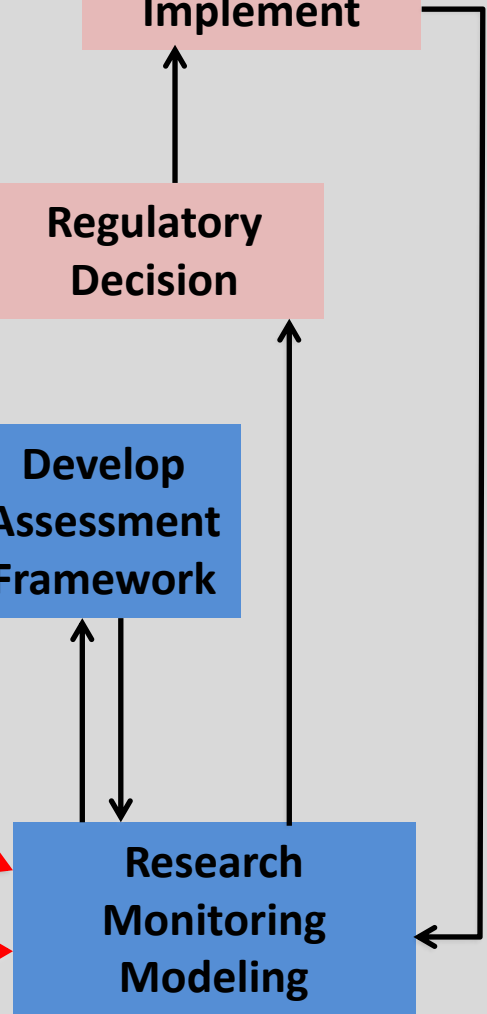 Implement
Regulatory
Decision
Develop
Assessment
Framework
Research
Monitoring
Modeling